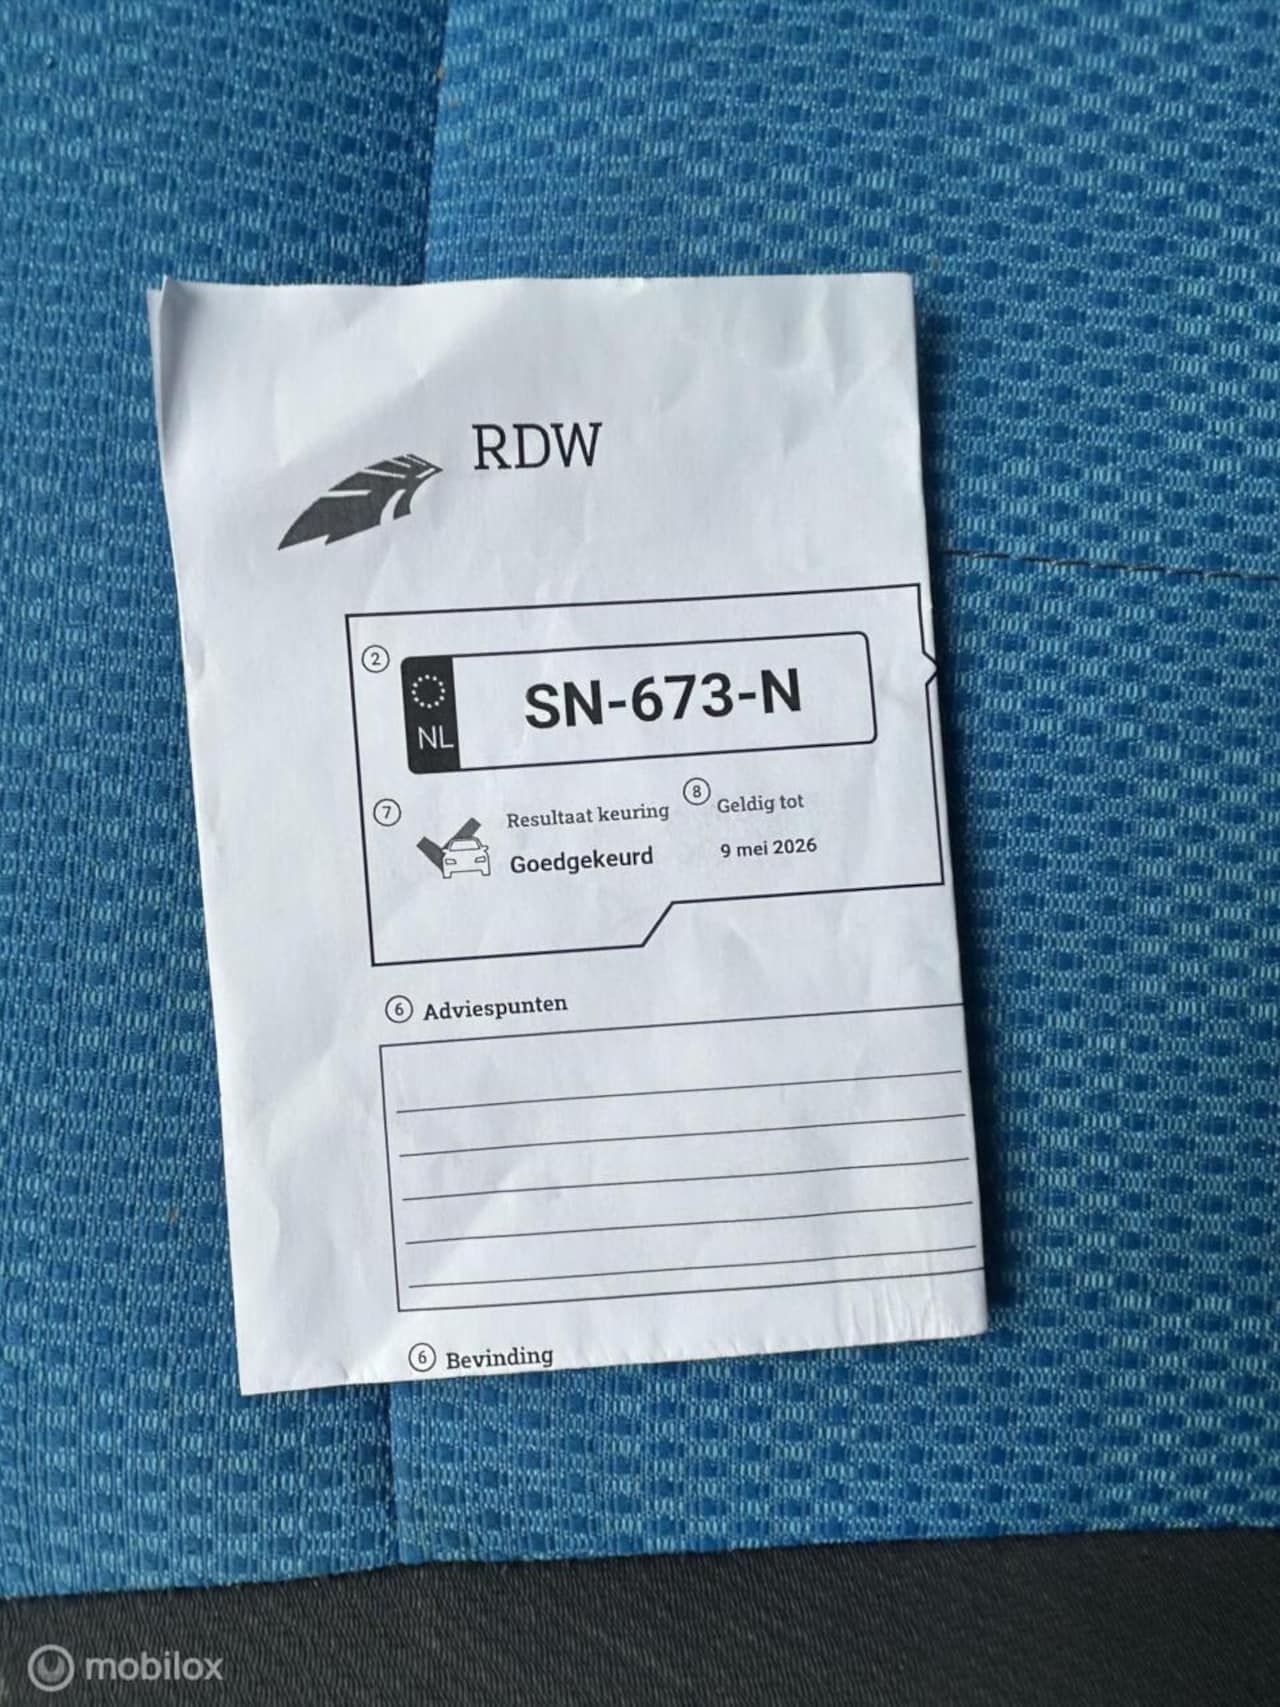 RDW
2
NL
SN-673-N
7
Resultaat keuring
8
Geldig tot
Goedgekeurd
9 mei 2026
6 Adviespunten
6 Bevinding
mobilox